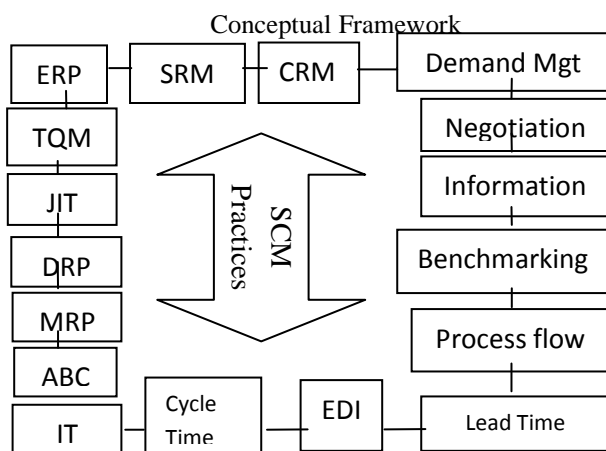 Conceptual Framework
ERP
SRM
CRM
Demand Mgt
TQM
Negotiation
JIT
Information
SCM
Practices
DRP
Benchmarking
MRP
Process flow
ABC
IT
Cycle
Time
EDI
Lead Time